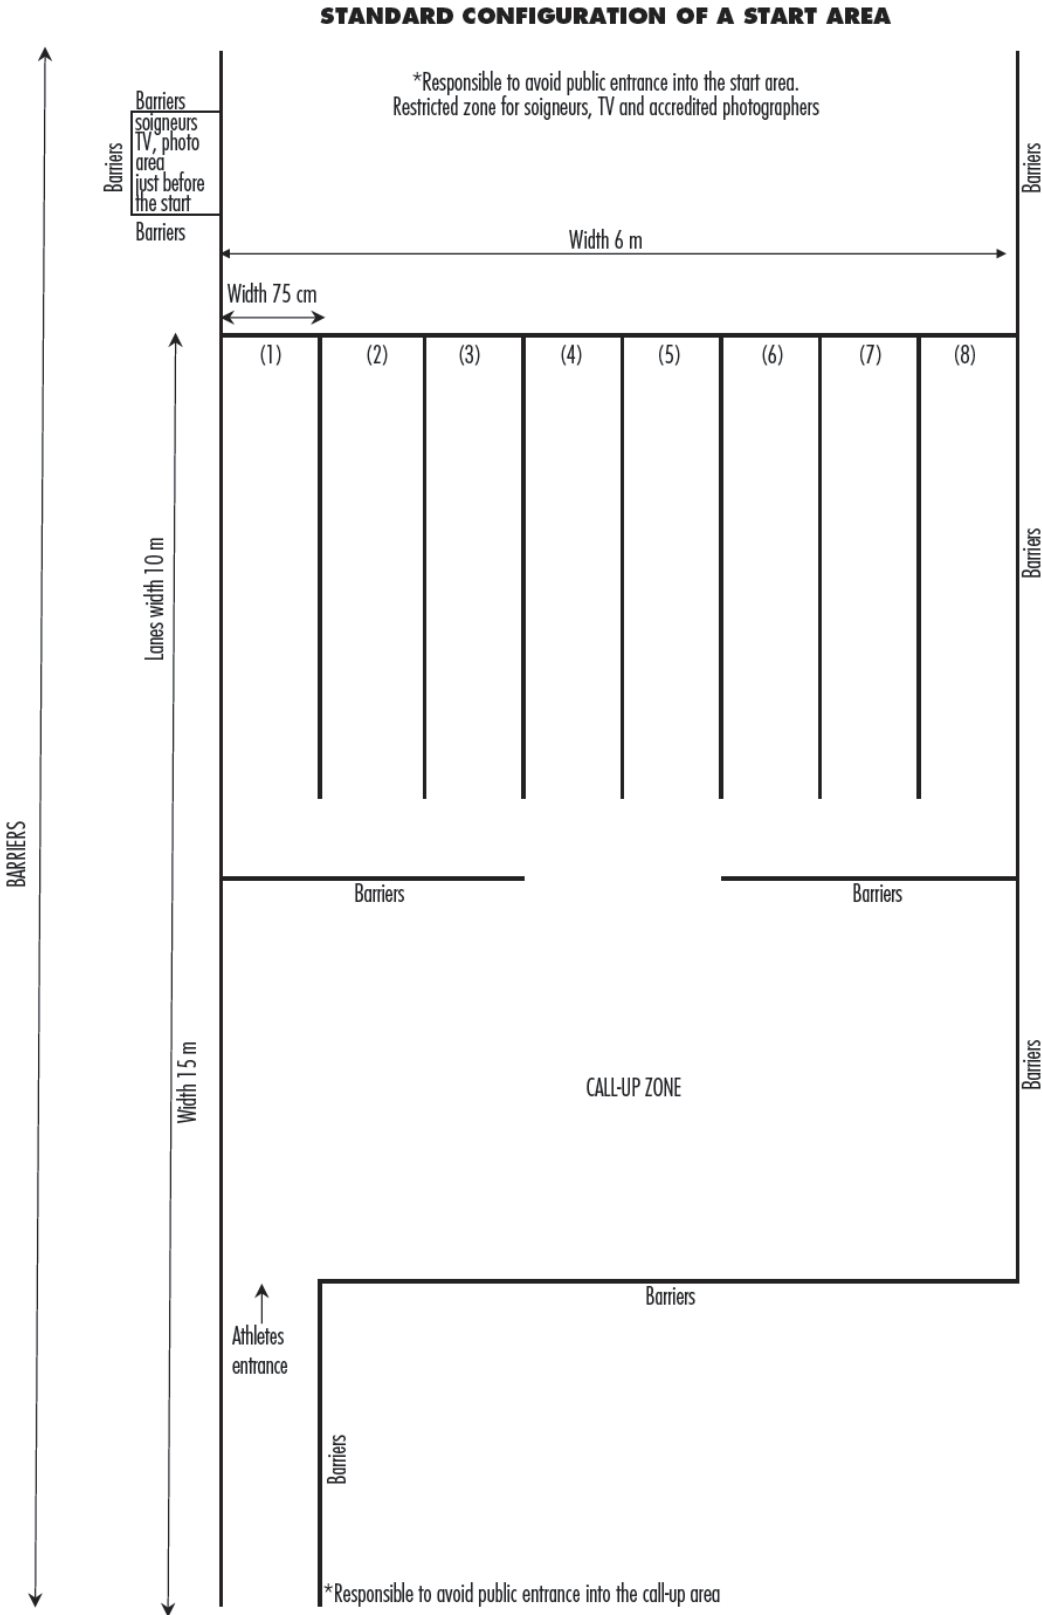 STANDARD CONFIGURATION OF A START AREA
*Responsible to avoid public entrance into the start area.
Restricted zone for soigneurs, TV and accredited photographers
Barriers
soigneurs
TV, photo
area
just before
the start
Barriers
Barriers
Barriers
Width 6 m
Width 75 cm
(1) (2) (3) (4) (5) (6) (7) (8)
Lanes width 10 m
Barriers
BARRIERS
Barriers
Barriers
Width 15 m
CALL-UP ZONE
Barriers
Barriers
Athletes
entrance
Barriers
*Responsible to avoid public entrance into the call-up area